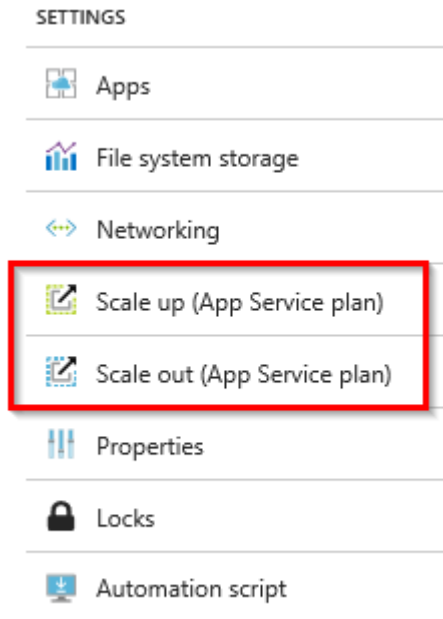 SETTINGS
Apps
File system storage
Networking
Scale up (App Service plan)
Scale out (App Service plan)
Properties
Locks
Automation script